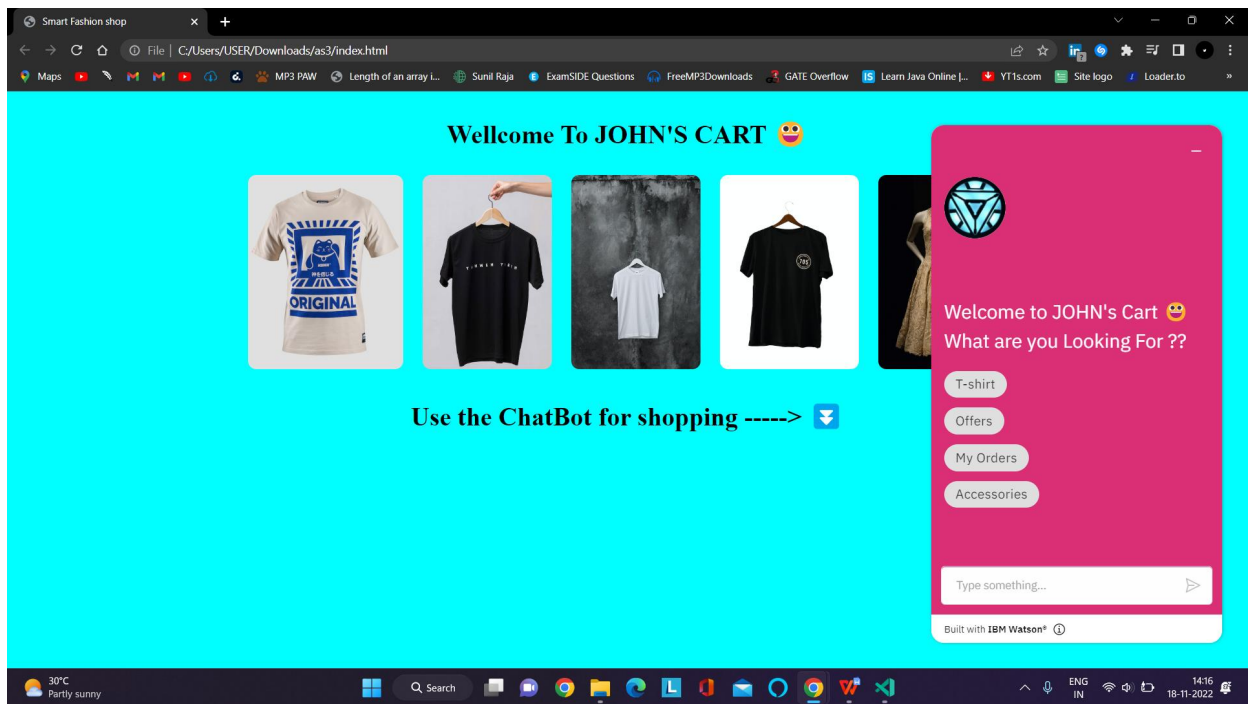 Smart Fashion shop
File | C:/Users/USER/Downloads/as3/index.html
Maps MP3 PAW Length of an array i... Sunil Raja ExamSIDE Questions FreeMP3Downloads GATE Overflow IS Learn Java Online |... YT1s.com Site logo Loader.to »
Wellcome To JOHN'S CART 😀
ORIGINAL
Welcome to JOHN's Cart 😀
What are you Looking For ??
Use the ChatBot for shopping -----> ⏬
T-shirt
Offers
My Orders
Accessories
Type something...
Built with IBM Watson®
30°C
Partly sunny
Search
ENG
IN
14:16
18-11-2022